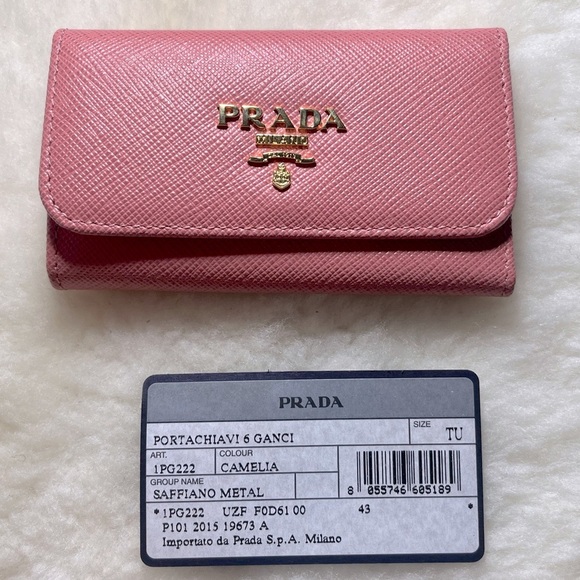 PRADA
MILANO
PRADA
PORTACHIAVI 6 GANCI
SIZE
TU
ART.
COLOUR
1PG222
CAMELIA
GROUP NAME
SAFFIANO METAL
8 055746 605189
*1PG222 UZF F0D61 00 43 *
P101 2015 19673 A
Importato da Prada S.p.A. Milano